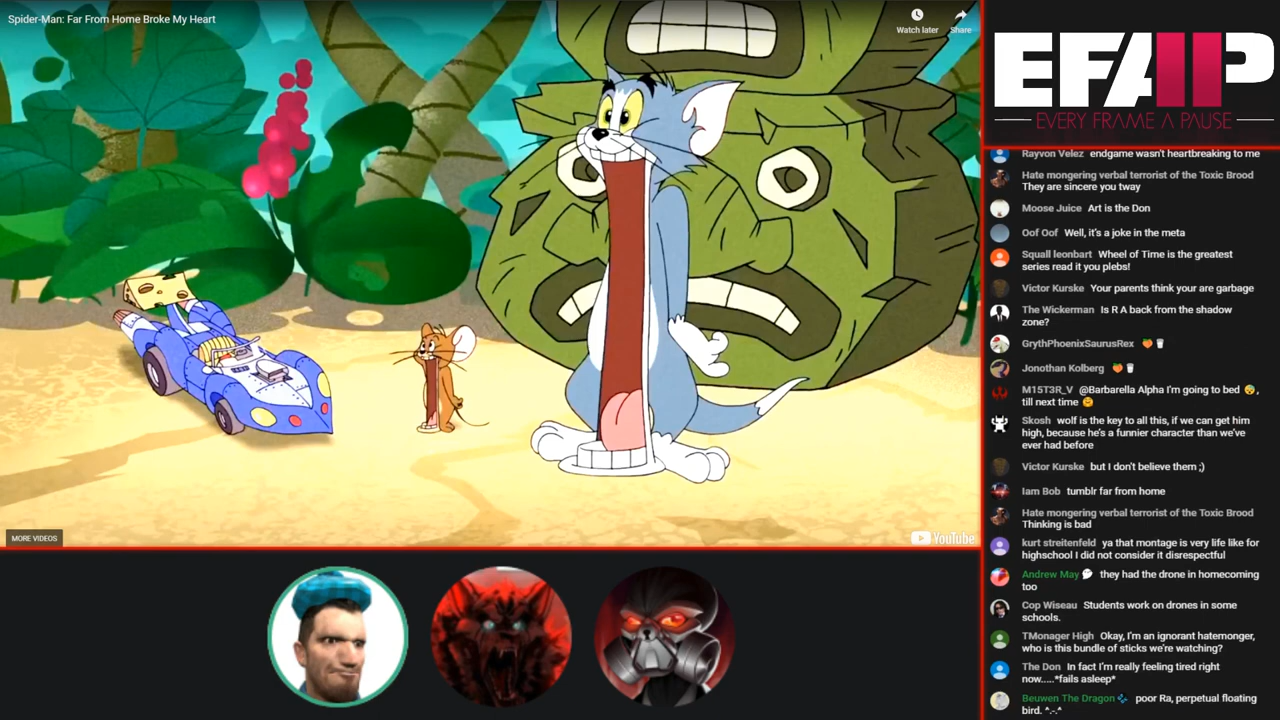 Spider-Man: Far From Home Broke My Heart
Watch later
Share
MORE VIDEOS
YouTube
EFAP
EVERY FRAME A PAUSE
Rayvon Velez endgame wasn't heartbreaking to me
Hate mongering verbal terrorist of the Toxic Brood
They are sincere you tway
Moose Juice Art is the Don
Oof Oof Well, it's a joke in the meta
Squall leonbart Wheel of Time is the greatest
series read it you plebs!
Victor Kurske Your parents think your are garbage
The Wickerman Is R A back from the shadow
zone?
GrythPhoenixSaurusRex 🍑🥛
Jonothan Kolberg 🍑🥛
M15T3R_V @Barbarella Alpha I'm going to bed 😴,
till next time 🤗
Skosh wolf is the key to all this, if we can get him
high, because he's a funnier character than we've
ever had before
Victor Kurske but I don't believe them ;)
Iam Bob tumblr far from home
Hate mongering verbal terrorist of the Toxic Brood
Thinking is bad
kurt streitenfeld ya that montage is very life like for
highschool I did not consider it disrespectful
Andrew May they had the drone in homecoming
too
Cop Wiseau Students work on drones in some
schools.
TMonager High Okay, I'm an ignorant hatemonger,
who is this bundle of sticks we're watching?
The Don In fact I'm really feeling tired right
now.....*falls asleep*
Beuwen The Dragon poor Ra, perpetual floating
bird. ^.-.^